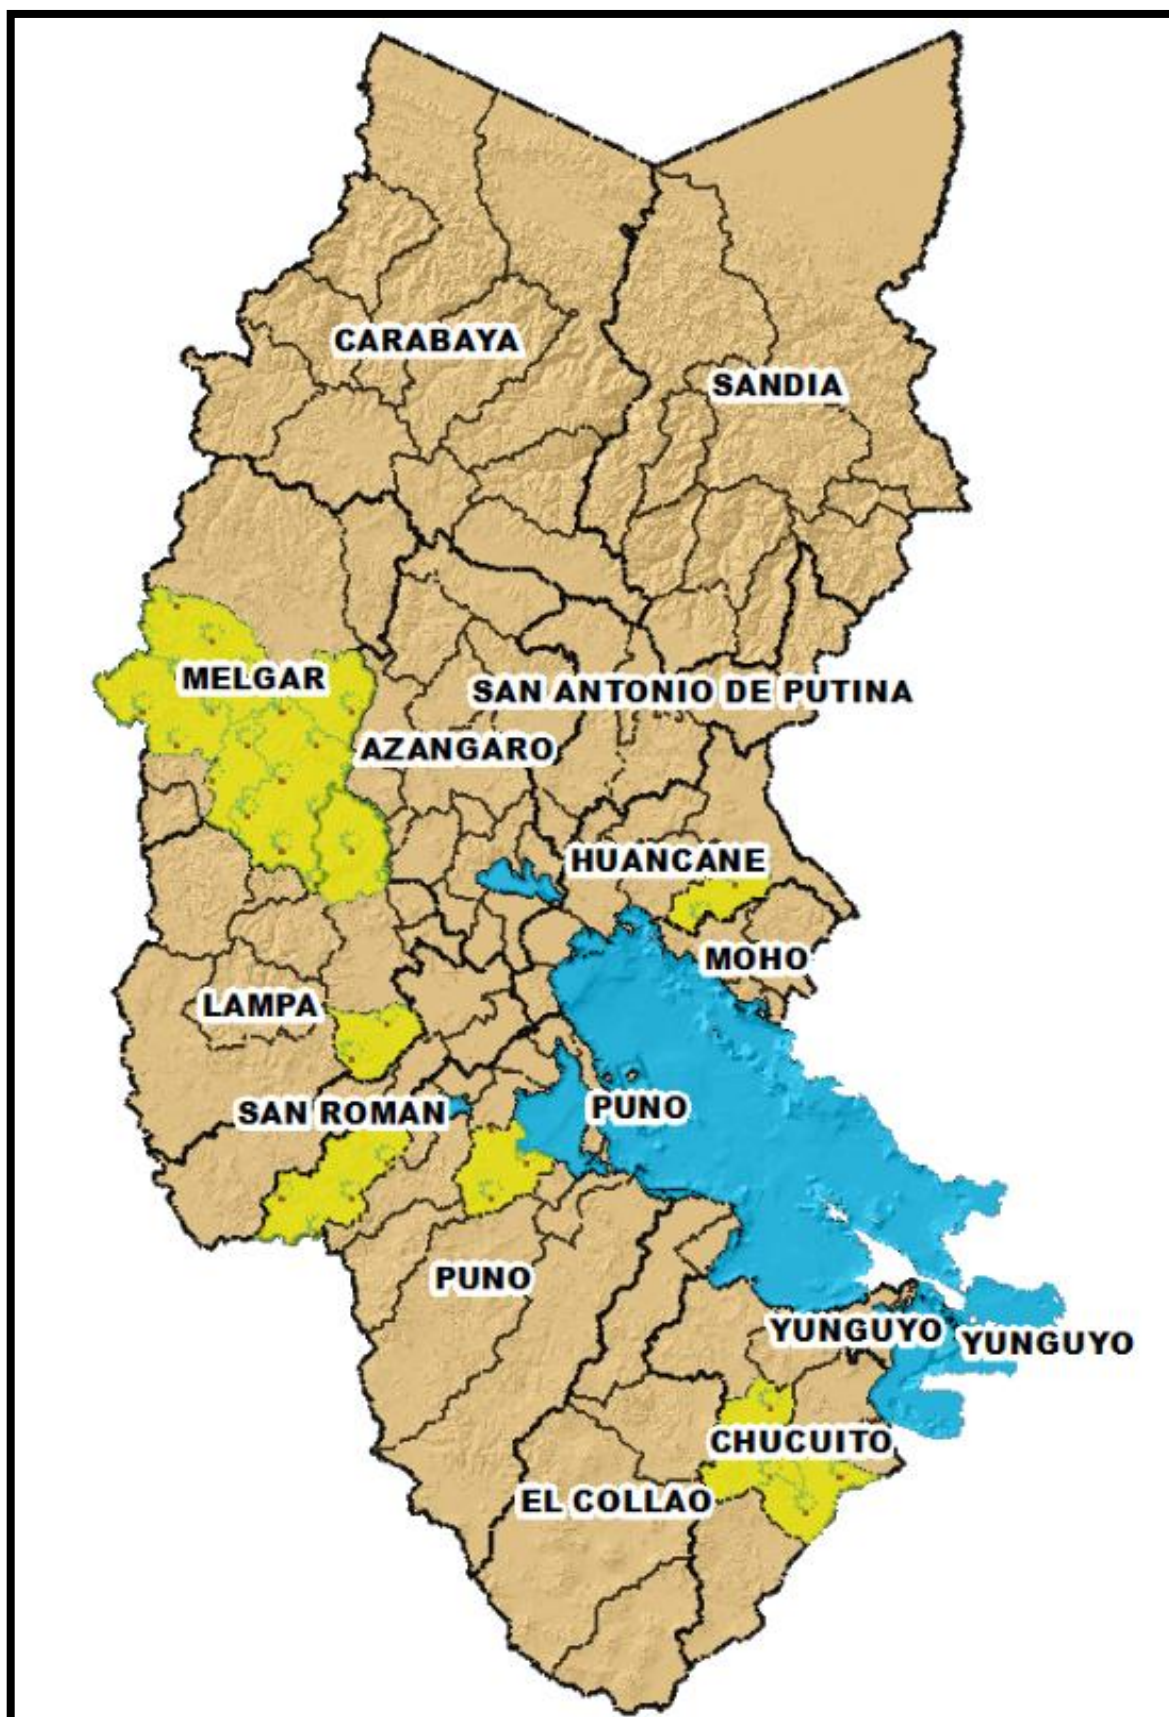 CARABAYA
SANDIA
MELGAR
SAN ANTONIO DE PUTINA
AZANGARO
HUANCANE
MOHO
LAMPA
SAN ROMAN
PUNO
PUNO
YUNGUYO
YUNGUYO
CHUCUITO
EL COLLAO